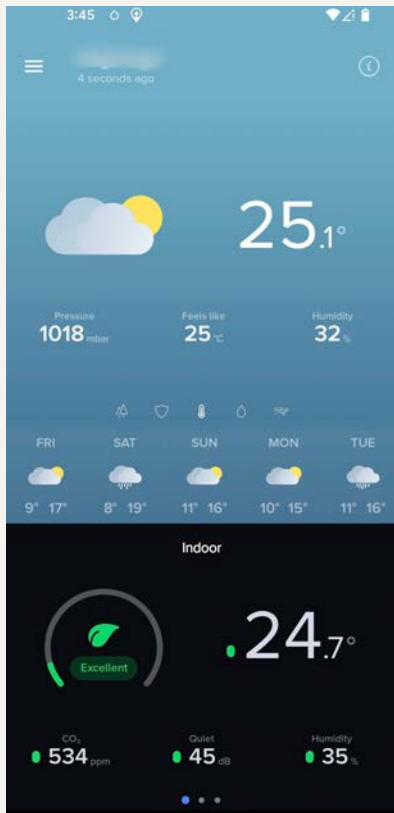 3:45
4 seconds ago
25.1°
Pressure Feels like Humidity
1018 mbar 25 °C 32 %
FRI SAT SUN MON TUE
9° 17° 8° 19° 11° 16° 10° 15° 11° 16°
Indoor
Excellent
24.7°
CO₂ Quiet Humidity
534 ppm 45 dB 35 %